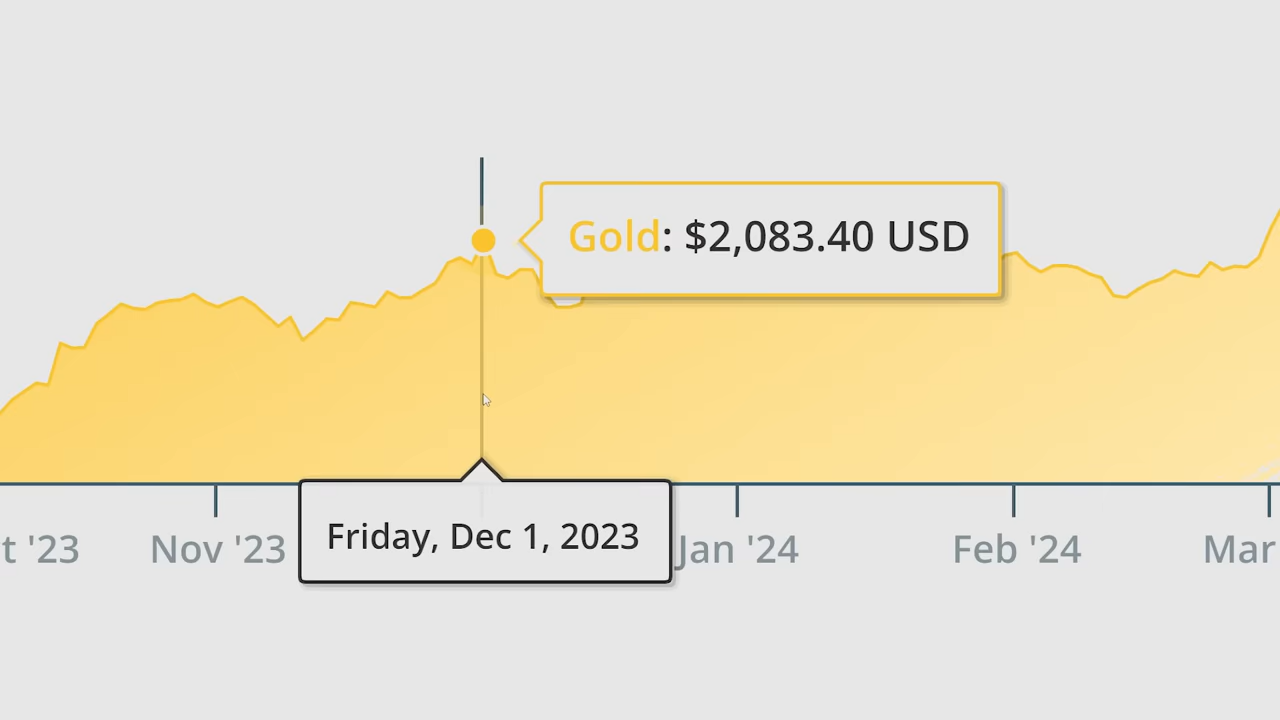 Gold: $2,083.40 USD
Friday, Dec 1, 2023
t '23
Nov '23
Jan '24
Feb '24
Mar